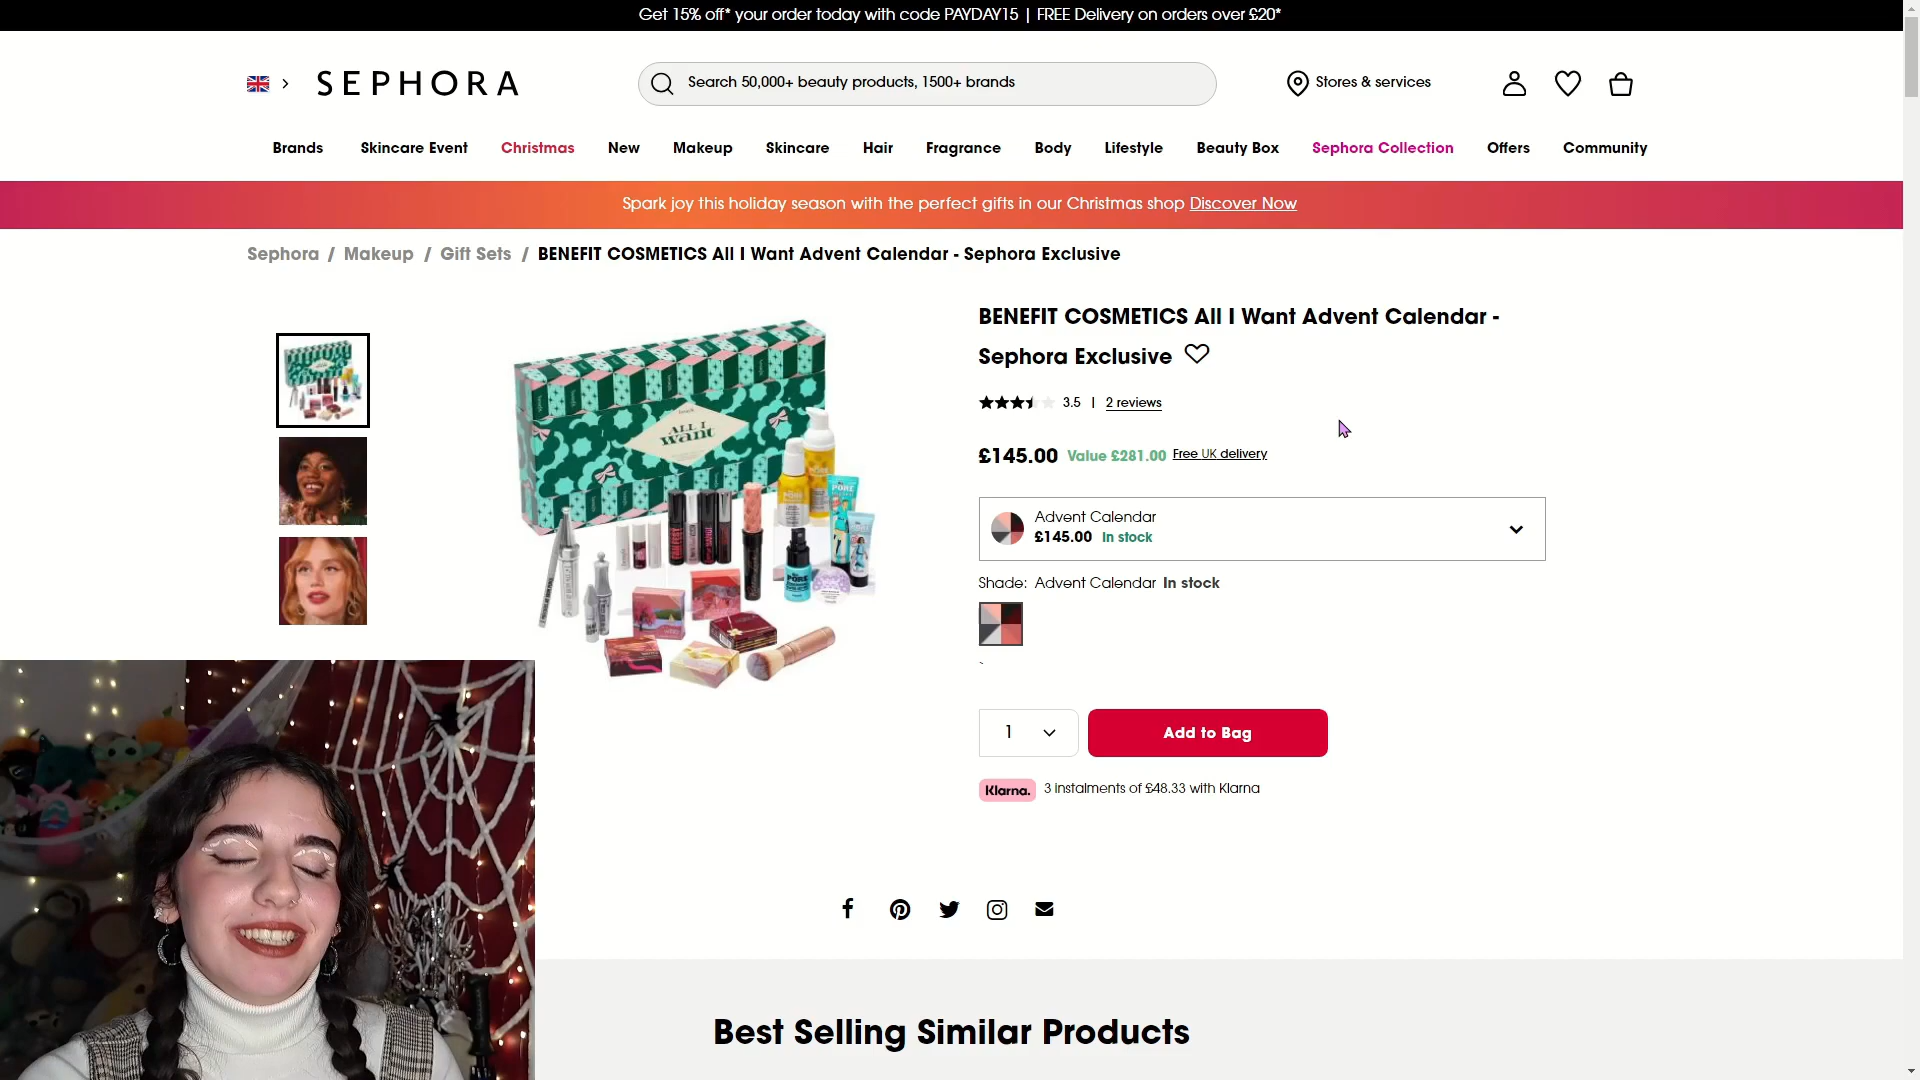 Get 15% off* your order today with code PAYDAY15 | FREE Delivery on orders over £20*
SEPHORA
Search 50,000+ beauty products, 1500+ brands
Stores & services
Brands Skincare Event Christmas New Makeup Skincare Hair Fragrance Body Lifestyle Beauty Box Sephora Collection Offers Community
Spark joy this holiday season with the perfect gifts in our Christmas shop Discover Now
Sephora / Makeup / Gift Sets / BENEFIT COSMETICS All I Want Advent Calendar - Sephora Exclusive
BENEFIT COSMETICS All I Want Advent Calendar -
Sephora Exclusive
3.5 | 2 reviews
£145.00 Value £281.00 Free UK delivery
Advent Calendar
£145.00 In stock
Shade: Advent Calendar In stock
1
Add to Bag
Klarna. 3 instalments of £48.33 with Klarna
ALL I
want
PORE
Best Selling Similar Products